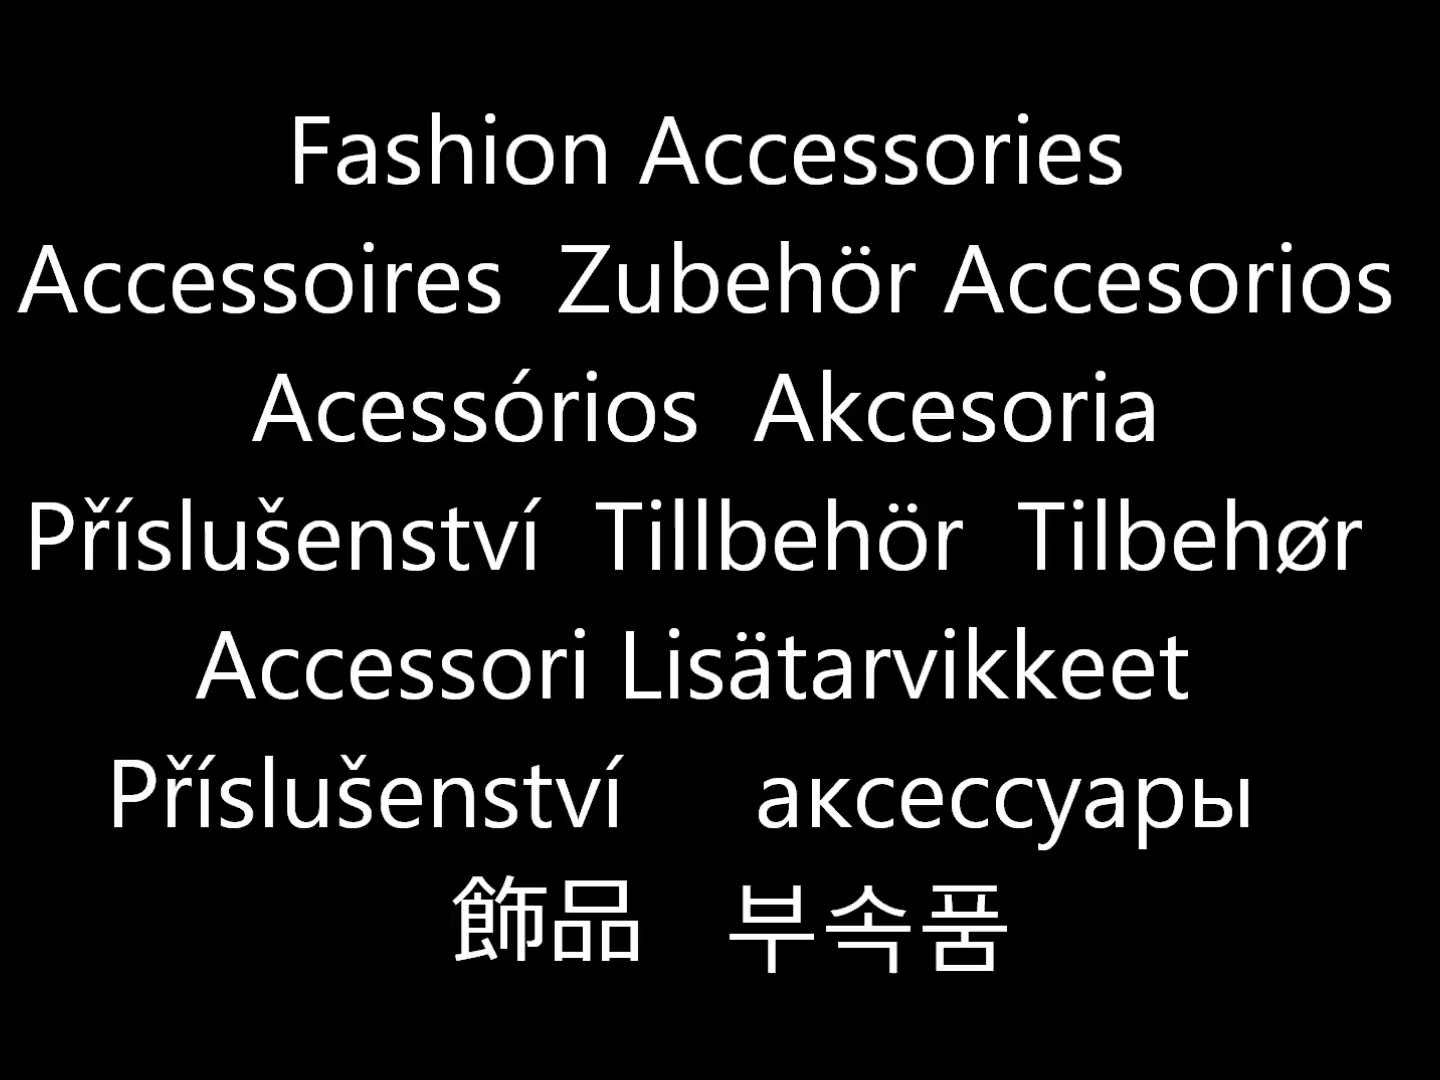 Fashion Accessories
Accessoires Zubehör Accesorios
Acessórios Akcesoria
Příslušenství Tillbehör Tilbehør
Accessori Lisätarvikkeet
Příslušenství аксессуары
飾品 부속품